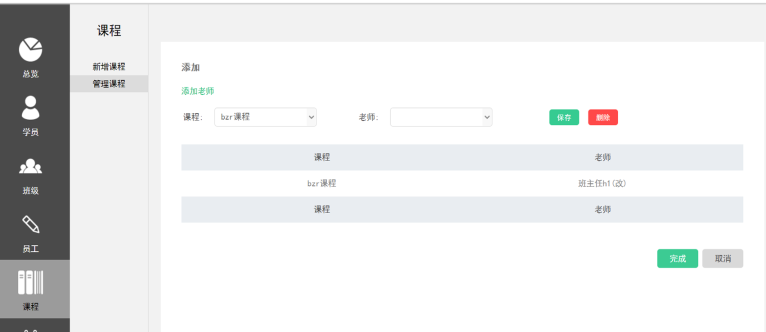 课程
总览
学员
班级
员工
课程
新增课程
管理课程
添加
添加老师
课程: bzr课程 老师: 保存 删除
课程 老师
bzr课程 班主任h1(改)
课程 老师
完成 取消